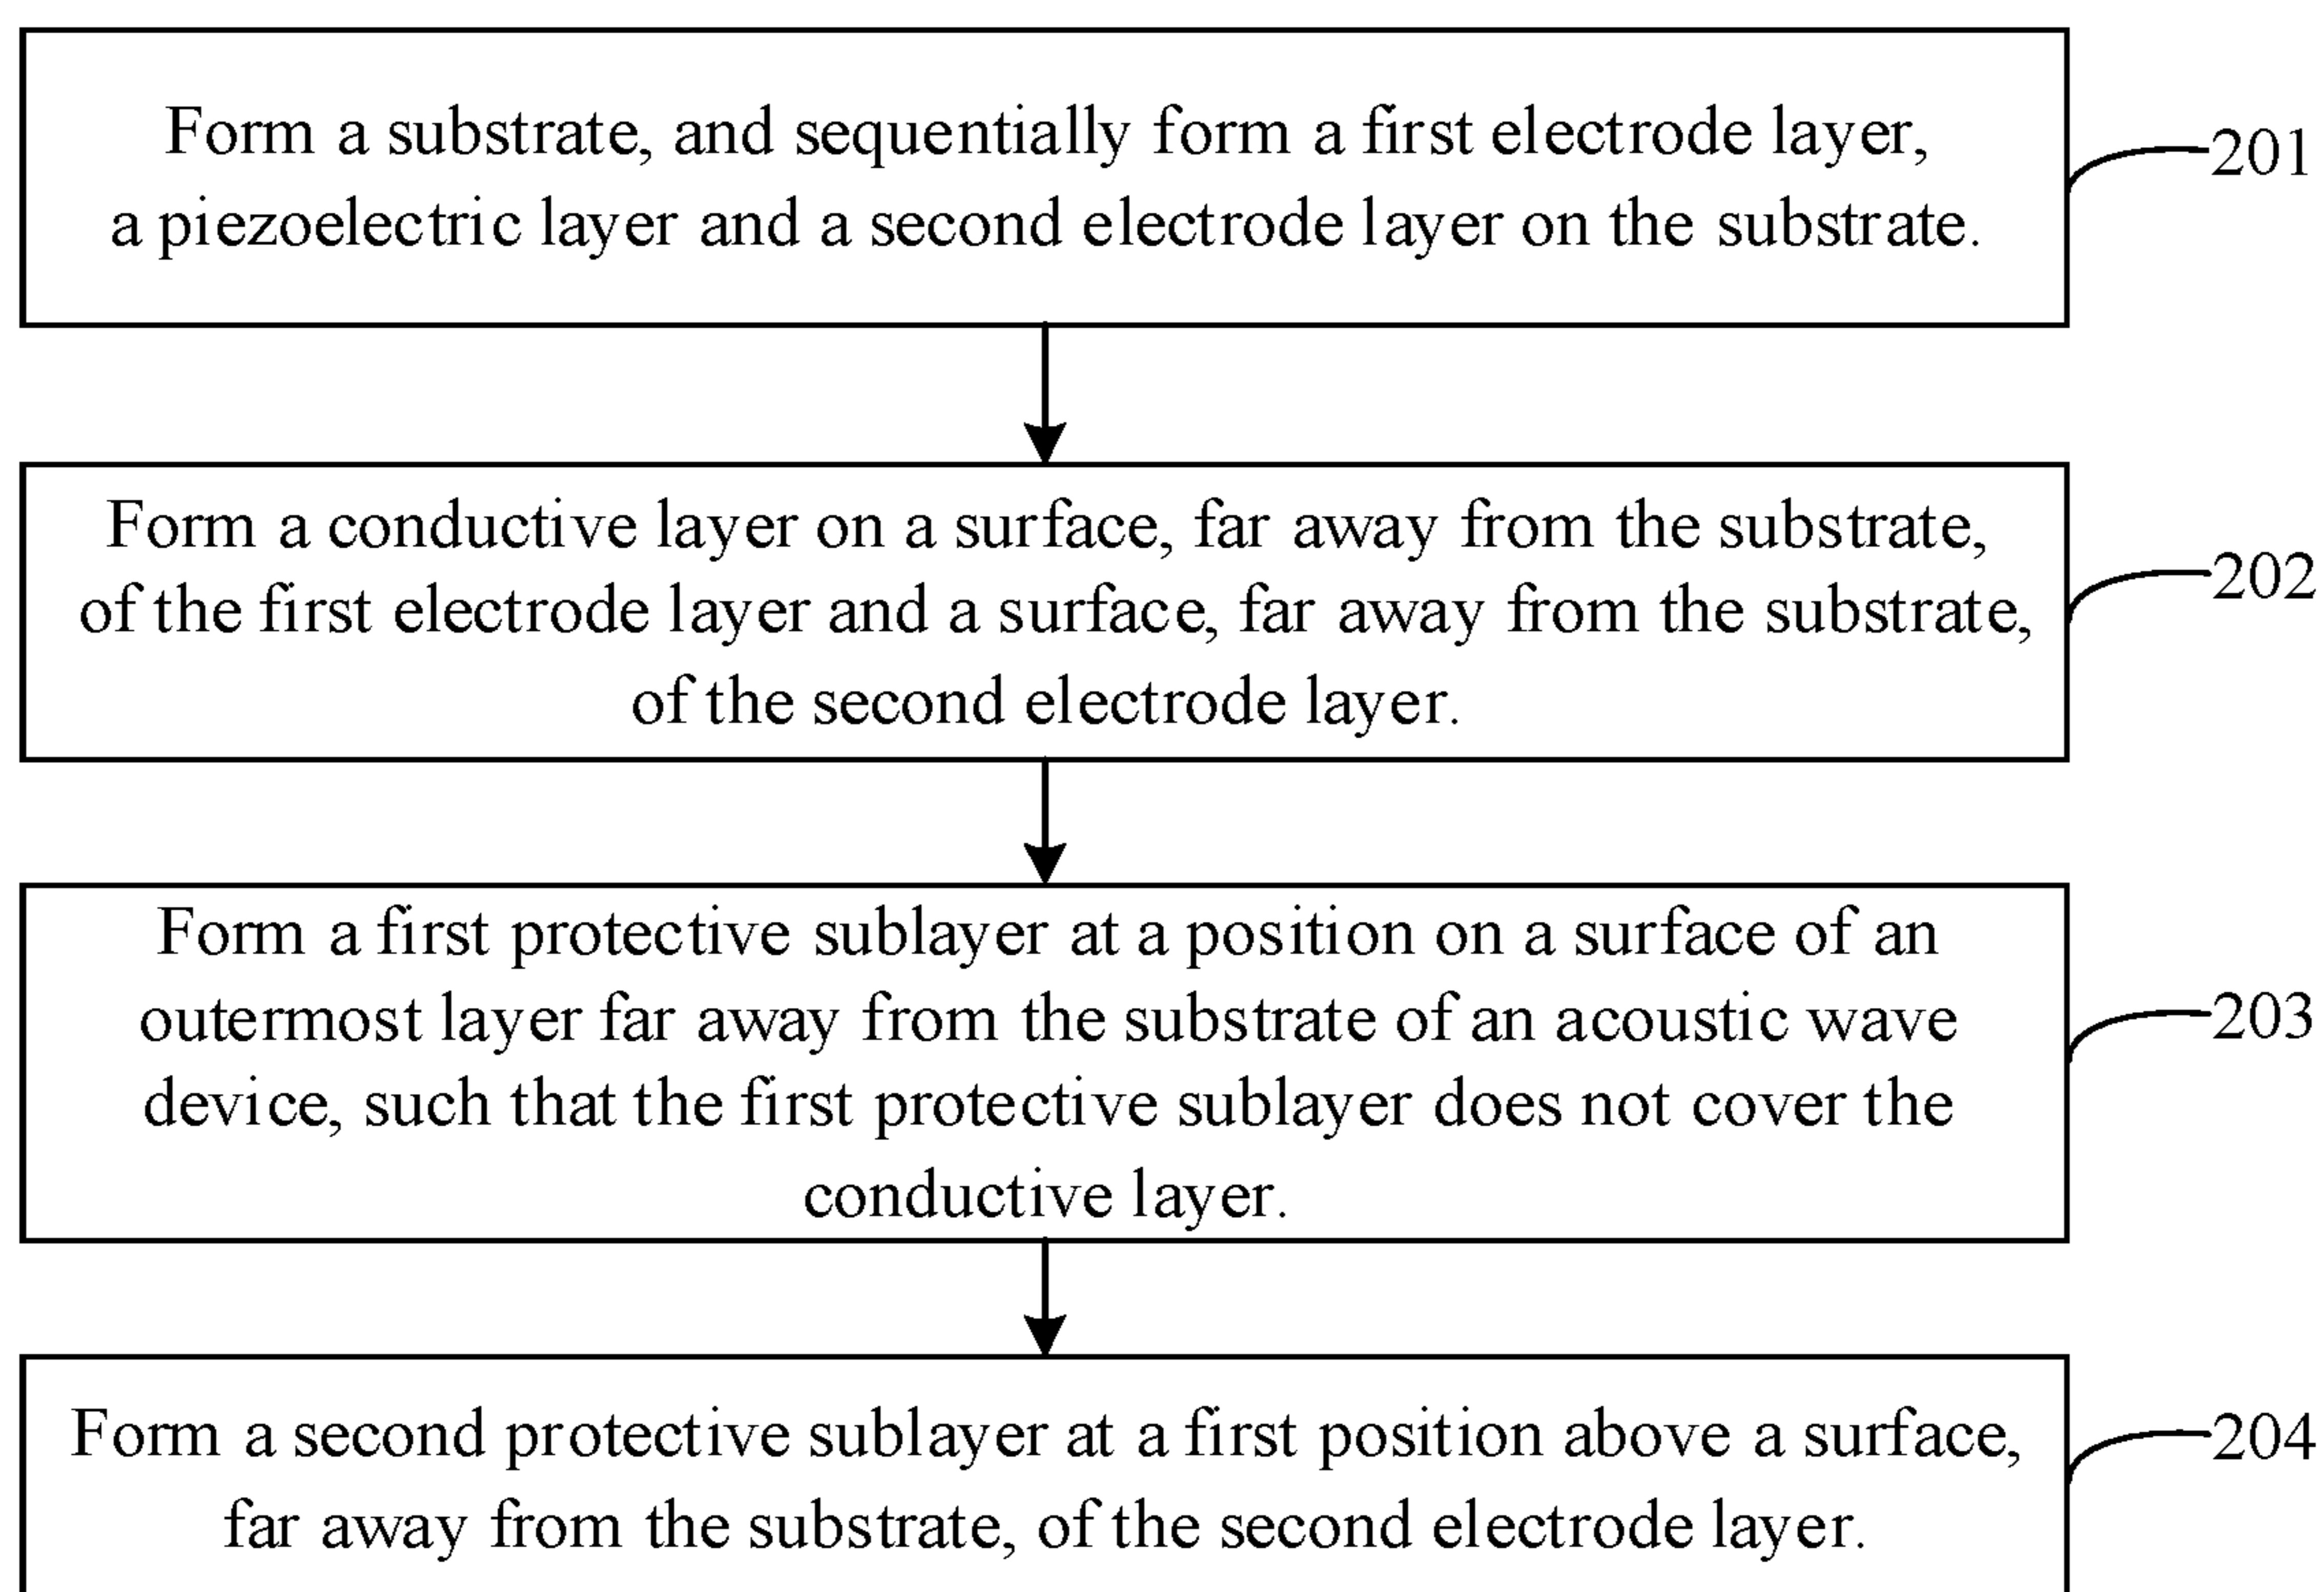 Form a substrate, and sequentially form a first electrode layer,
a piezoelectric layer and a second electrode layer on the substrate.
201
Form a conductive layer on a surface, far away from the substrate,
of the first electrode layer and a surface, far away from the substrate,
of the second electrode layer.
202
Form a first protective sublayer at a position on a surface of an
outermost layer far away from the substrate of an acoustic wave
device, such that the first protective sublayer does not cover the
conductive layer.
203
Form a second protective sublayer at a first position above a surface,
far away from the substrate, of the second electrode layer.
204